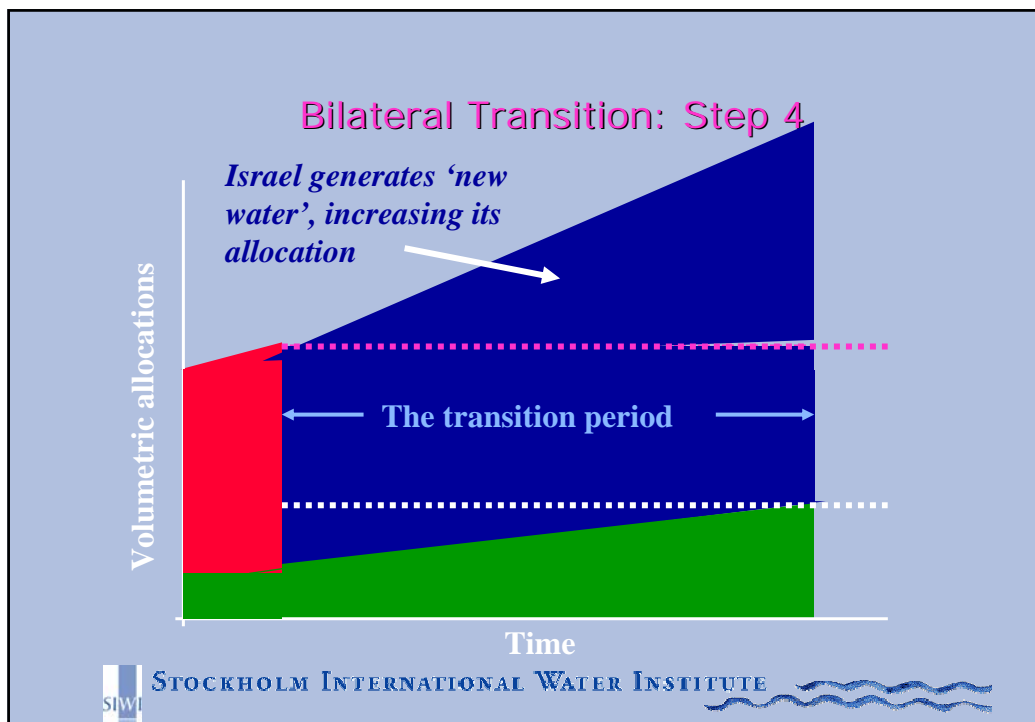 Bilateral Transition: Step 4
Israel generates ‘new
water’, increasing its
allocation
Volumetric allocations
The transition period
Time
SIWI
STOCKHOLM INTERNATIONAL WATER INSTITUTE